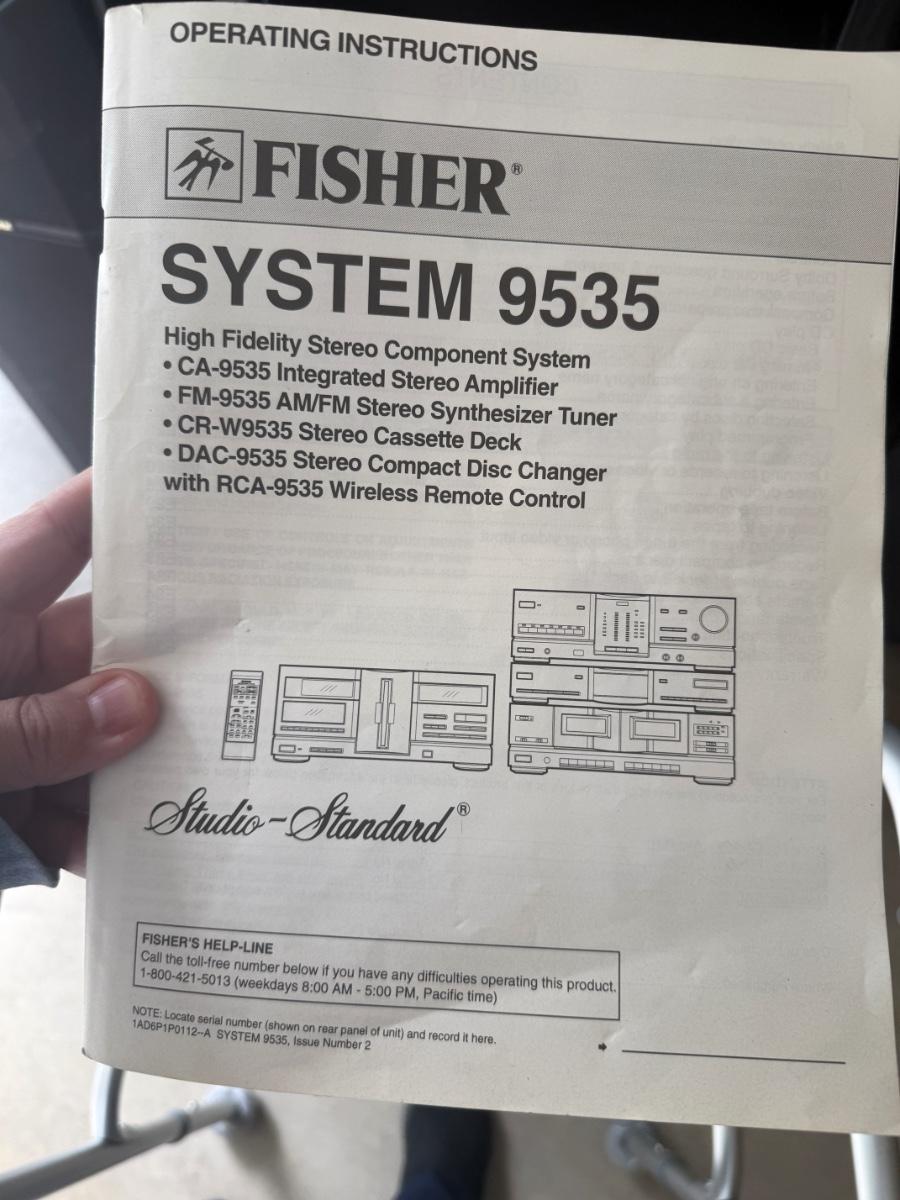 OPERATING INSTRUCTIONS
FISHER®
SYSTEM 9535
High Fidelity Stereo Component System
• CA-9535 Integrated Stereo Amplifier
• FM-9535 AM/FM Stereo Synthesizer Tuner
• CR-W9535 Stereo Cassette Deck
• DAC-9535 Stereo Compact Disc Changer
with RCA-9535 Wireless Remote Control
Studio-Standard®
FISHER'S HELP-LINE
Call the toll-free number below if you have any difficulties operating this product.
1-800-421-5013 (weekdays 8:00 AM - 5:00 PM, Pacific time)
NOTE: Locate serial number (shown on rear panel of unit) and record it here.
1AD6P1P0112--A SYSTEM 9535, Issue Number 2